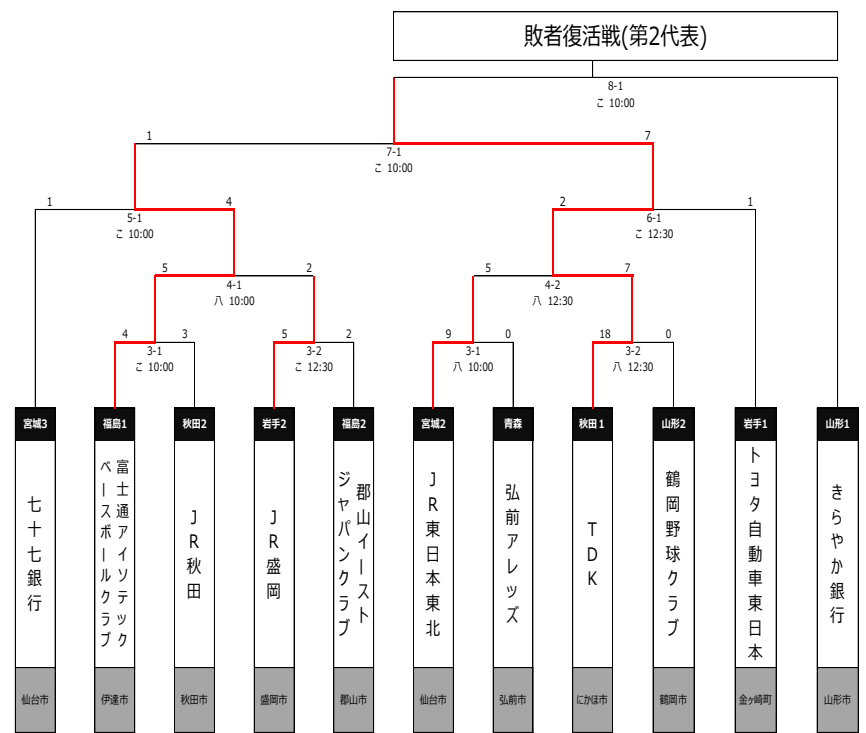 敗者復活戦(第2代表)
8-1
こ 10:00
1
7
7-1
こ 10:00
1
4
2
1
5-1
こ 10:00
6-1
こ 12:30
5
2
5
7
4-1
八 10:00
4-2
八 12:30
4
3
5
2
9
0
18
0
3-1
こ 10:00
3-2
こ 12:30
3-1
八 10:00
3-2
八 12:30
宮城3
福島1
秋田2
岩手2
福島2
宮城2
青森
秋田1
山形2
岩手1
山形1
七十七銀行
富士通アイソテック
ベースボールクラブ
JR秋田
JR盛岡
郡山イースト
ジャパンクラブ
JR東日本東北
弘前アレッズ
TDK
鶴岡野球クラブ
トヨタ自動車東日本
きらやか銀行
仙台市
伊達市
秋田市
盛岡市
郡山市
仙台市
弘前市
にかほ市
鶴岡市
金ヶ崎町
山形市